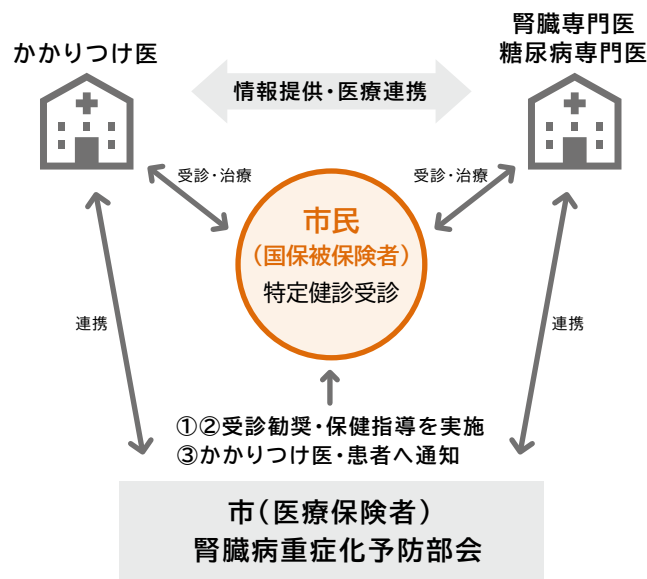 かかりつけ医
腎臓専門医
糖尿病専門医
情報提供・医療連携
受診・治療
受診・治療
市民
（国保被保険者）
特定健診受診
連携
連携
①②受診勧奨・保健指導を実施
③かかりつけ医・患者へ通知
市（医療保険者）
腎臓病重症化予防部会